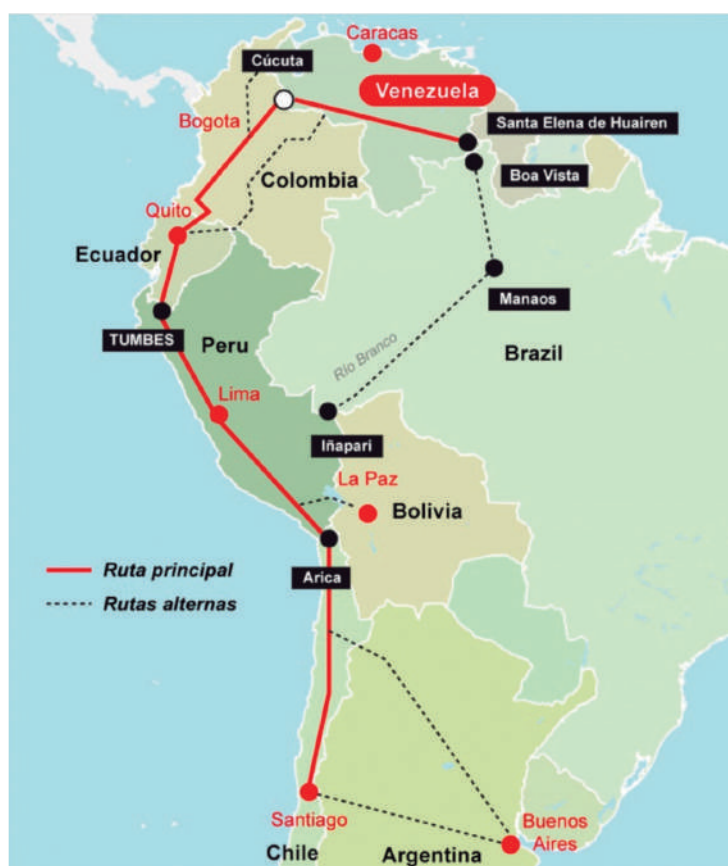 Caracas
Cúcuta
Venezuela
Bogota
Santa Elena de Huairen
Boa Vista
Colombia
Quito
Ecuador
Manaos
TUMBES
Peru
Brazil
Río Branco
Lima
Iñapari
La Paz
Bolivia
Ruta principal
Arica
Rutas alternas
Santiago
Buenos
Aires
Chile
Argentina